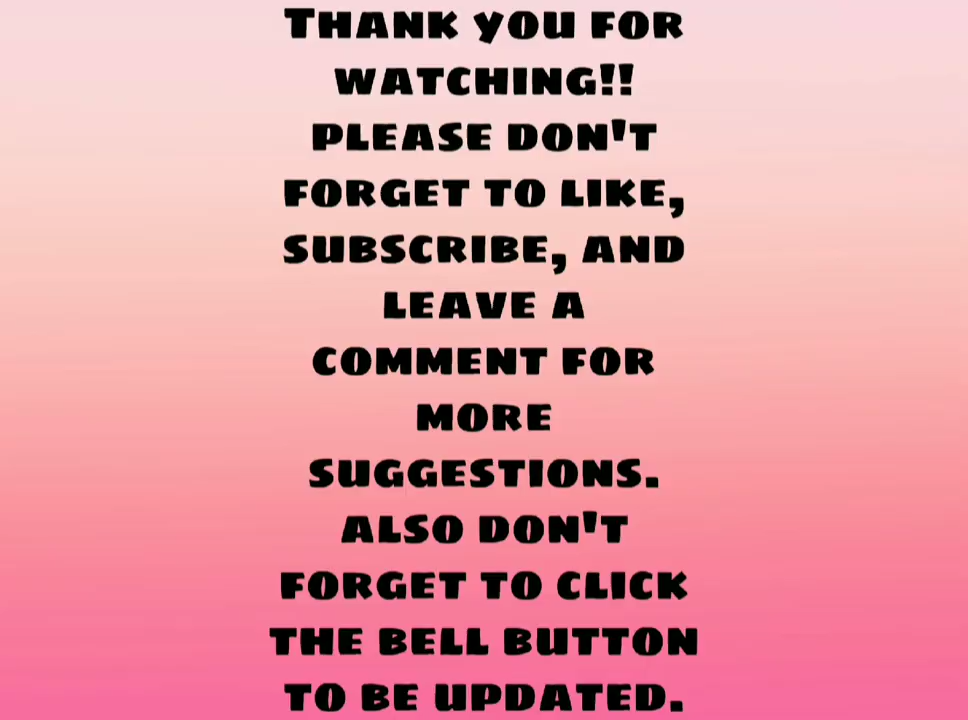 Thank you for
watching!!
please don't
forget to like,
subscribe, and
leave a
comment for
more
suggestions.
also don't
forget to click
the bell button
to be updated.